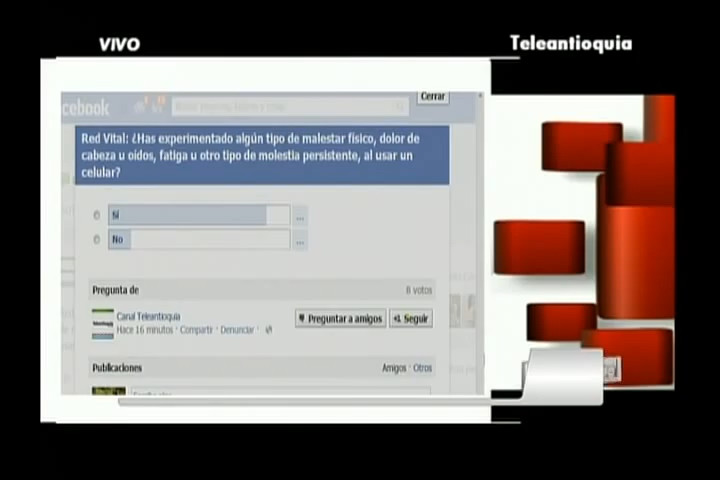 VIVO
Teleantioquia
Cerrar
cebook
Red Vital: ¿Has experimentado algún tipo de malestar físico, dolor de
cabeza u oídos, fatiga u otro tipo de molestia persistente, al usar un
celular?
Sí
...
No
...
Pregunta de
8 votos
Canal Teleantioquia
Hace 16 minutos · Compartir · Denunciar ·
Preguntar a amigos
+1 Seguir
Publicaciones
Amigos · Otros